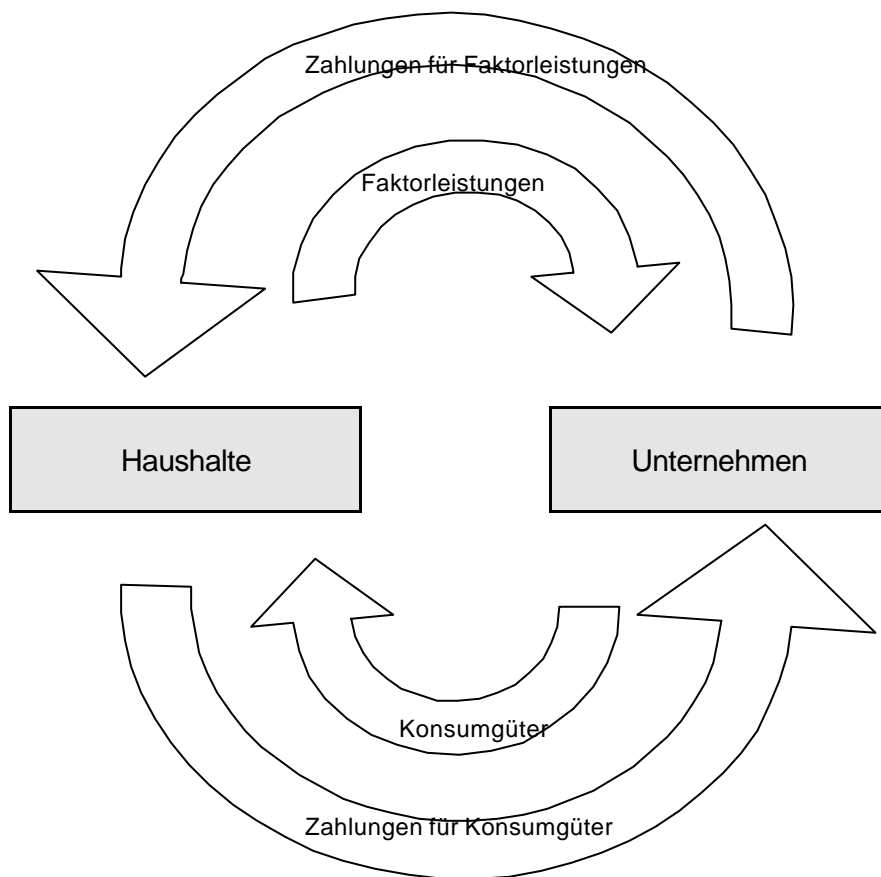 Zahlungen für Faktorleistungen
Faktorleistungen
Haushalte
Unternehmen
Konsumgüter
Zahlungen für Konsumgüter